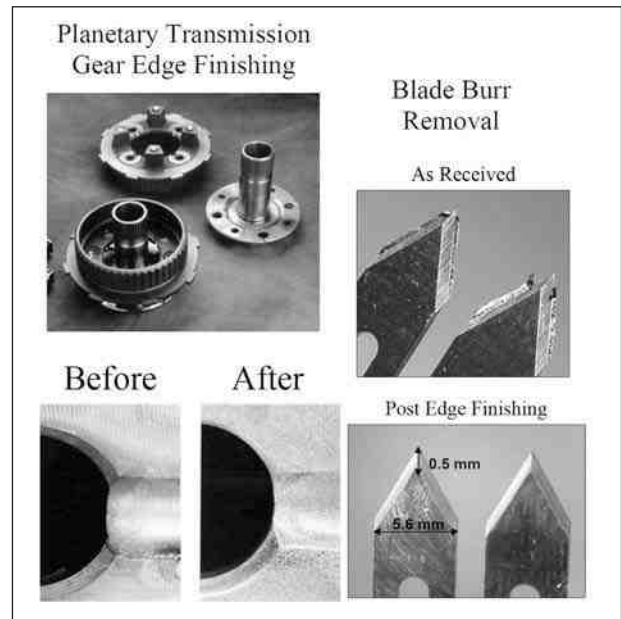 Planetary Transmission
Gear Edge Finishing
Blade Burr
Removal
As Received
Before
After
Post Edge Finishing
0.5 mm
5.6 mm